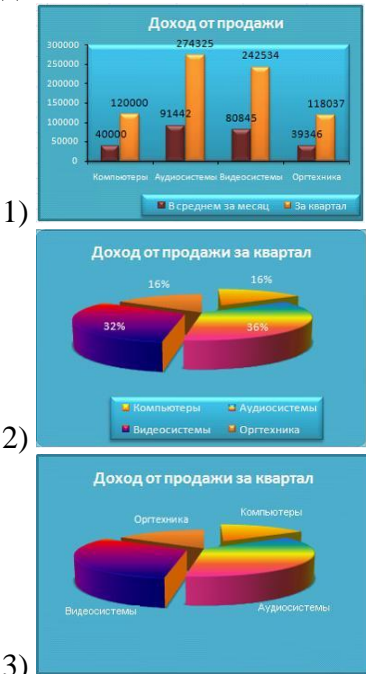 Доход от продажи
300000
250000
200000
150000
100000
50000
0
40000
120000
91442
274325
80845
242534
39346
118037
Компьютеры Аудиосистемы Видеосистемы Оргтехника
В среднем за месяц За квартал
1)
Доход от продажи за квартал
16% 16%
32% 36%
Компьютеры Аудиосистемы
Видеосистемы Оргтехника
2)
Доход от продажи за квартал
Компьютеры
Оргтехника
Видеосистемы Аудиосистемы
3)